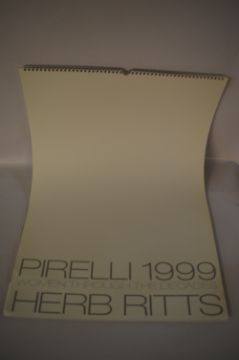 PIRELLI 1999
WOMEN THROUGH THE DECADES
HERB RITTS